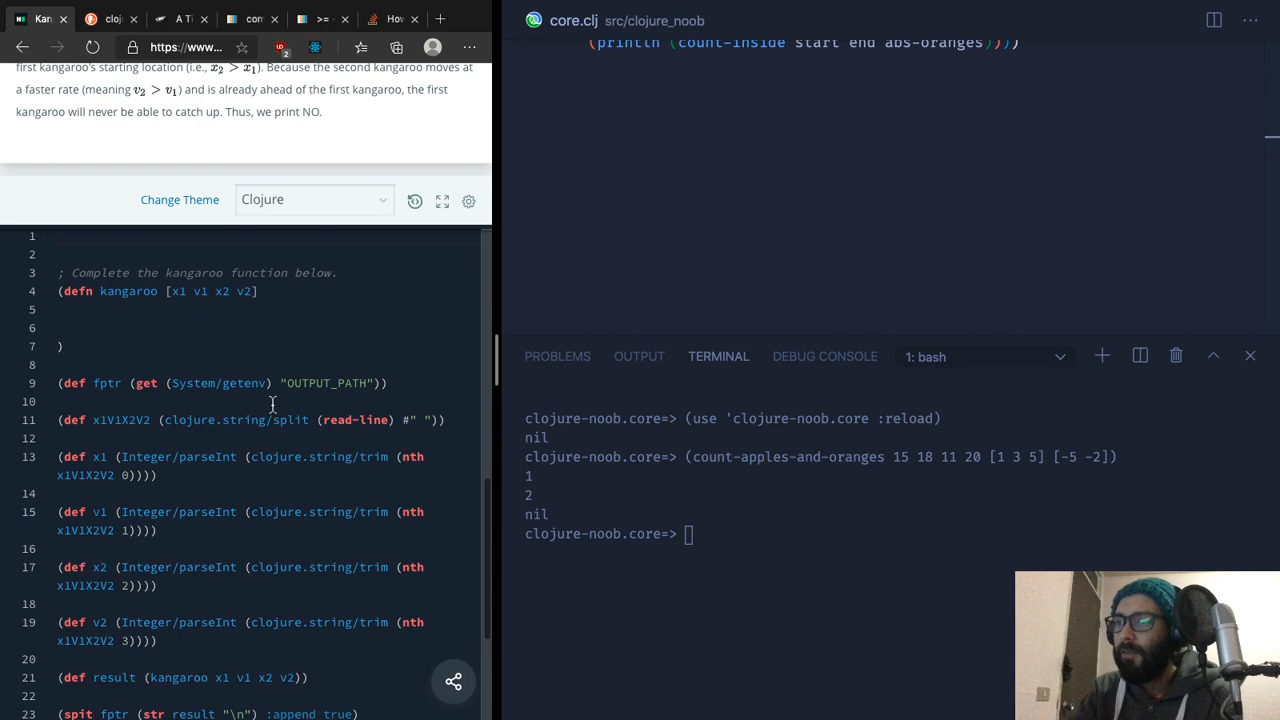 Kan
cloj
A Ti
con
>=
How
https://www...
2
first kangaroo's starting location (i.e., x2 > x1). Because the second kangaroo moves at
a faster rate (meaning v2 > v1) and is already ahead of the first kangaroo, the first
kangaroo will never be able to catch up. Thus, we print NO.
Change Theme
Clojure
1
2
3 ; Complete the kangaroo function below.
4 (defn kangaroo [x1 v1 x2 v2]
5
6
7 )
8
9 (def fptr (get (System/getenv) "OUTPUT_PATH"))
10
11 (def x1V1X2V2 (clojure.string/split (read-line) #" "))
12
13 (def x1 (Integer/parseInt (clojure.string/trim (nth
x1V1X2V2 0))))
14
15 (def v1 (Integer/parseInt (clojure.string/trim (nth
x1V1X2V2 1))))
16
17 (def x2 (Integer/parseInt (clojure.string/trim (nth
x1V1X2V2 2))))
18
19 (def v2 (Integer/parseInt (clojure.string/trim (nth
x1V1X2V2 3))))
20
21 (def result (kangaroo x1 v1 x2 v2))
22
23 (spit fptr (str result "\n") :append true)
core.clj src/clojure_noob
(println (count-inside start end abs-oranges))))
PROBLEMS OUTPUT TERMINAL DEBUG CONSOLE 1: bash
clojure-noob.core=> (use 'clojure-noob.core :reload)
nil
clojure-noob.core=> (count-apples-and-oranges 15 18 11 20 [1 3 5] [-5 -2])
1
2
nil
clojure-noob.core=>